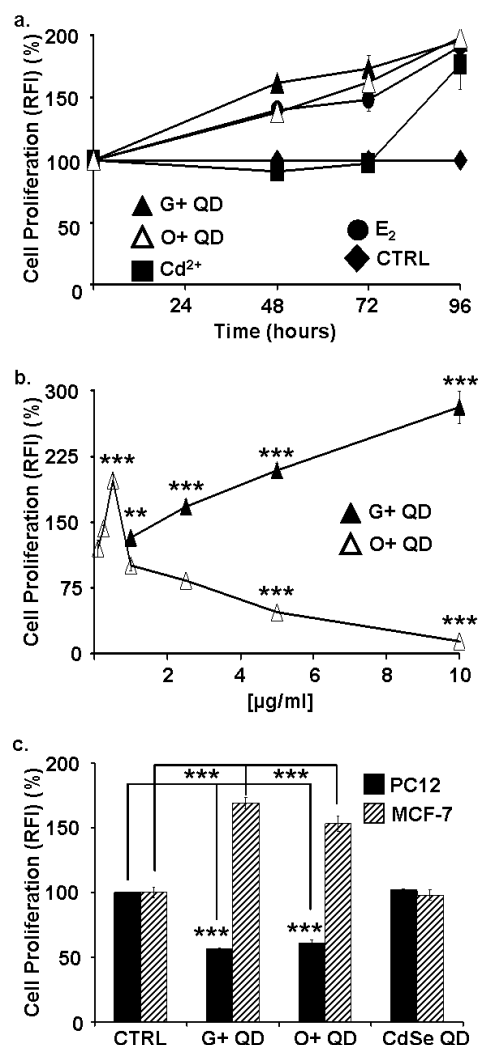 a.
Cell Proliferation (RFI) (%)
200
150
100
50
0
G+ QD
O+ QD
Cd²⁺
E₂
CTRL
24
48
72
96
Time (hours)
b.
Cell Proliferation (RFI) (%)
300
225
150
75
0
***
**
***
***
***
***
***
G+ QD
O+ QD
2
4
6
8
10
[µg/ml]
c.
Cell Proliferation (RFI) (%)
200
150
100
50
0
*** ***
*** ***
PC12
MCF-7
CTRL G+ QD O+ QD CdSe QD